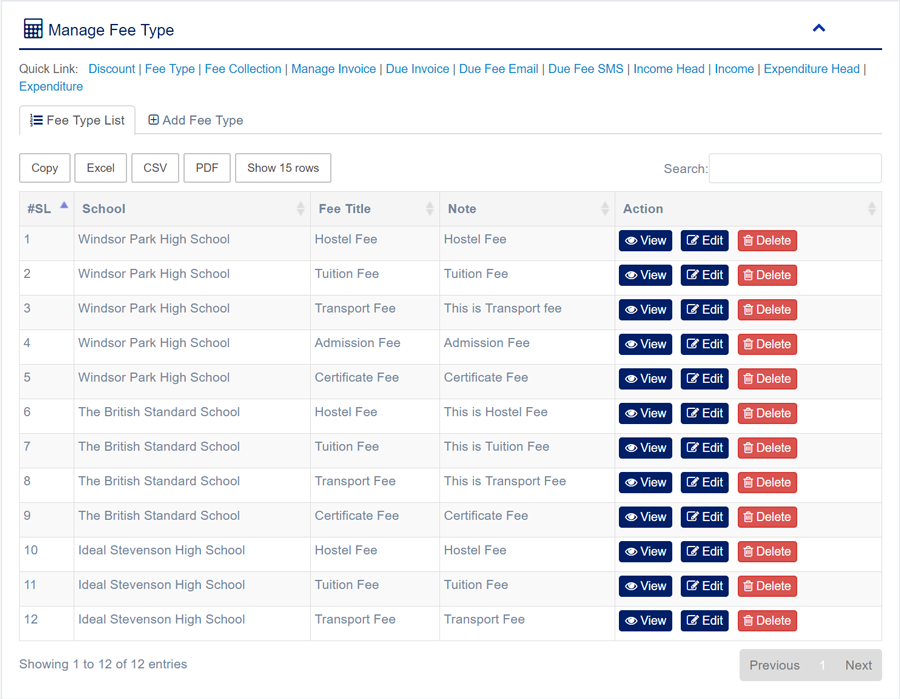 Manage Fee Type
Quick Link: Discount | Fee Type | Fee Collection | Manage Invoice | Due Invoice | Due Fee Email | Due Fee SMS | Income Head | Income | Expenditure Head |
Expenditure
Fee Type List Add Fee Type
Copy Excel CSV PDF Show 15 rows Search:
#SL School Fee Title Note Action
1 Windsor Park High School Hostel Fee Hostel Fee View Edit Delete
2 Windsor Park High School Tuition Fee Tuition Fee View Edit Delete
3 Windsor Park High School Transport Fee This is Transport fee View Edit Delete
4 Windsor Park High School Admission Fee Admission Fee View Edit Delete
5 Windsor Park High School Certificate Fee Certificate Fee View Edit Delete
6 The British Standard School Hostel Fee This is Hostel Fee View Edit Delete
7 The British Standard School Tuition Fee This is Tuition Fee View Edit Delete
8 The British Standard School Transport Fee This is Transport Fee View Edit Delete
9 The British Standard School Certificate Fee Certificate Fee View Edit Delete
10 Ideal Stevenson High School Hostel Fee Hostel Fee View Edit Delete
11 Ideal Stevenson High School Tuition Fee Tuition Fee View Edit Delete
12 Ideal Stevenson High School Transport Fee Transport Fee View Edit Delete
Showing 1 to 12 of 12 entries Previous 1 Next